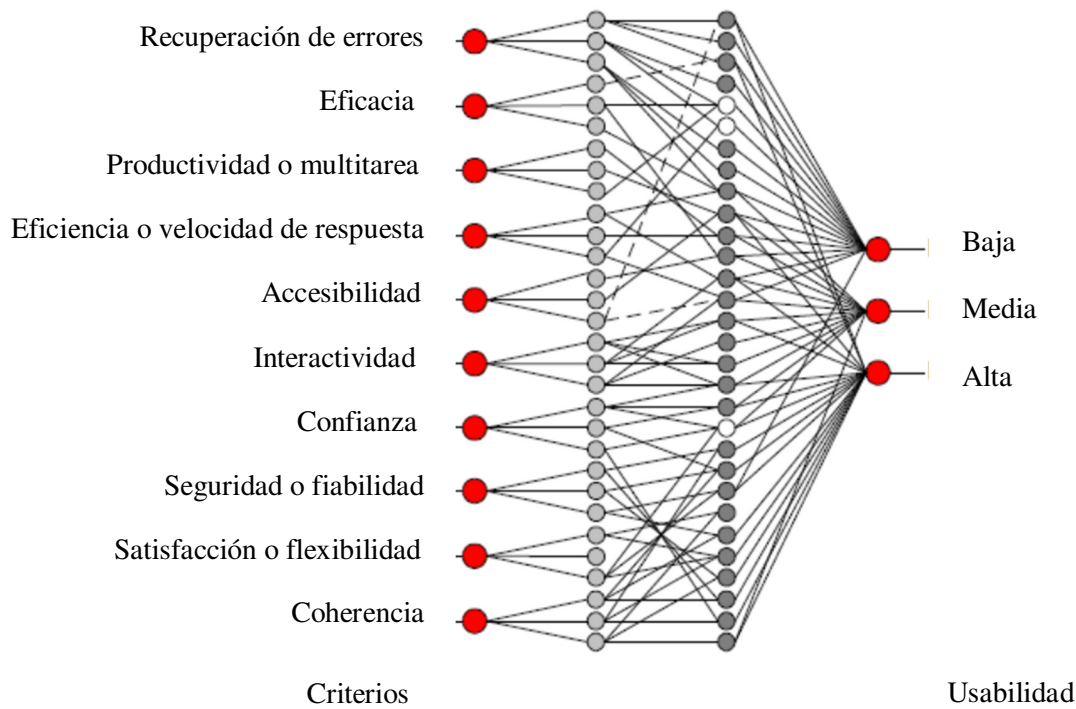 Recuperación de errores
Eficacia
Productividad o multitarea
Eficiencia o velocidad de respuesta
Accesibilidad
Interactividad
Confianza
Seguridad o fiabilidad
Satisfacción o flexibilidad
Coherencia
Baja
Media
Alta
Criterios
Usabilidad